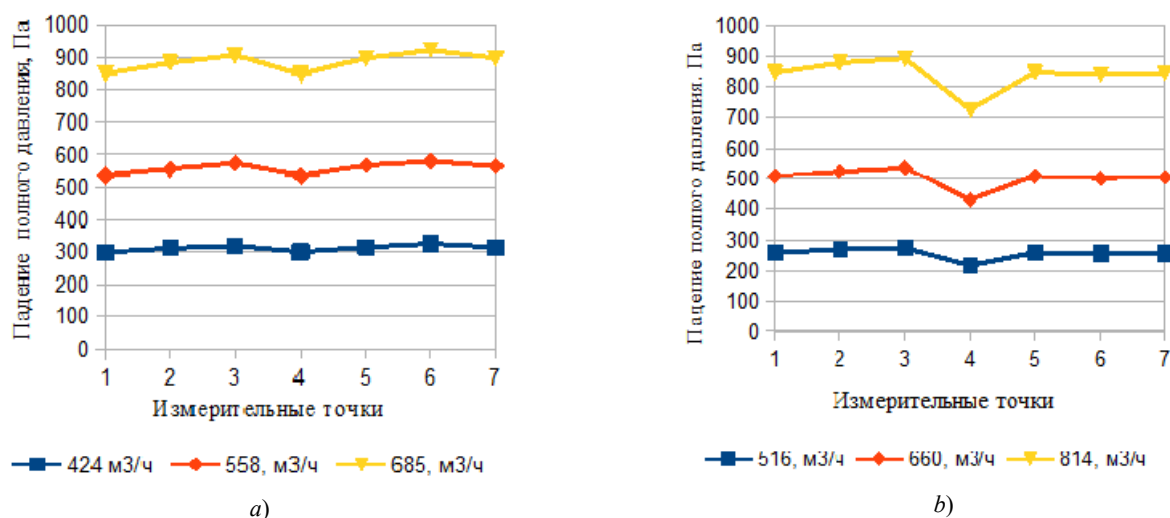 Падение полного давления, Па
1000
900
800
700
600
500
400
300
200
100
0
1 2 3 4 5 6 7
Измерительные точки
424 м3/ч 558, м3/ч 685, м3/ч
a)
Пацение полного давления. Па
1000
900
800
700
600
500
400
300
200
100
0
1 2 3 4 5 6 7
Измерительные точки
516, м3/ч 660, м3/ч 814, м3/ч
b)